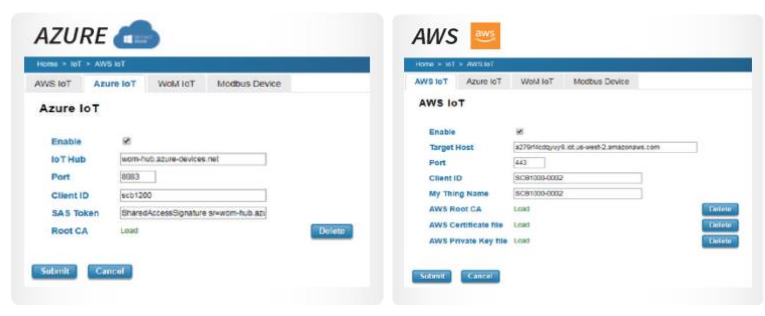 AZURE
Home > IoT > AWS IoT
AWS IoT Azure IoT WoM IoT Modbus Device
Azure IoT
Enable
IoT Hub wom-hub.azure-devices.net
Port 8083
Client ID scb1200
SAS Token SharedAccessSignature sr=wom-hub.azu
Root CA Load Delete
Submit Cancel
AWS aws
Home > IoT > AWS IoT
AWS IoT Azure IoT WoM IoT Modbus Device
AWS IoT
Enable
Target Host
Port 443
Client ID SCB1000-0002
My Thing Name SCB1000-0002
AWS Root CA Load Delete
AWS Certificate file Load Delete
AWS Private Key file Load Delete
Submit Cancel